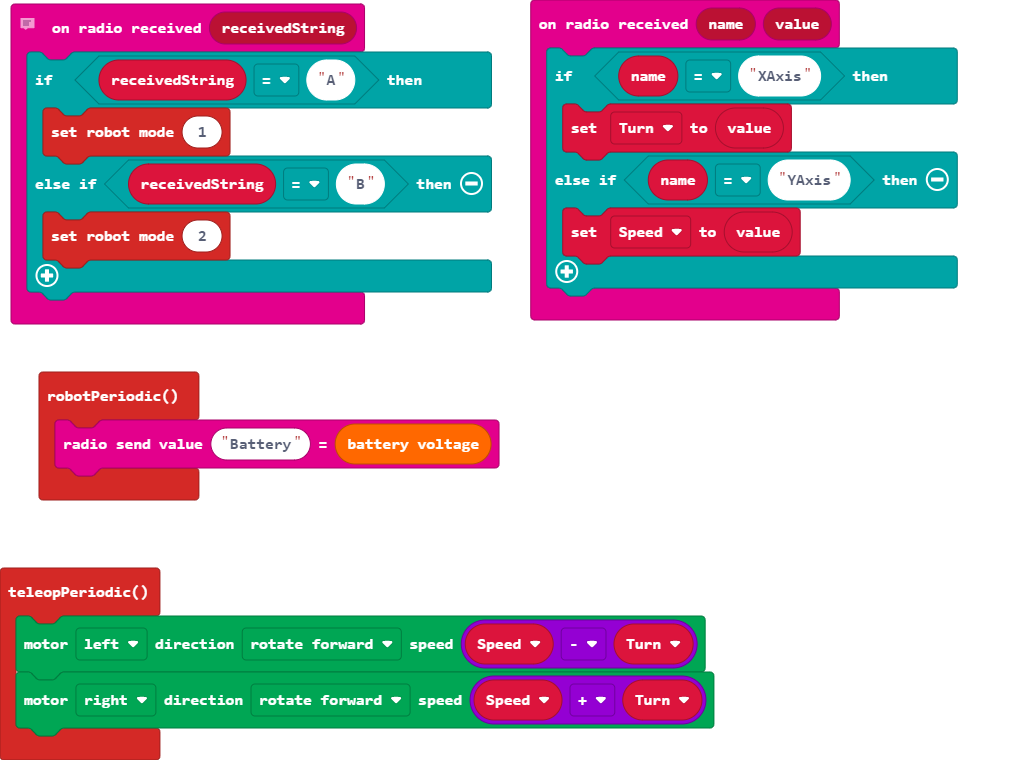 on radio received receivedString
if receivedString = "A" then
set robot mode 1
else if receivedString = "B" then
set robot mode 2
on radio received name value
if name = "XAxis" then
set Turn to value
else if name = "YAxis" then
set Speed to value
robotPeriodic()
radio send value "Battery" = battery voltage
teleopPeriodic()
motor left direction rotate forward speed Speed - Turn
motor right direction rotate forward speed Speed + Turn